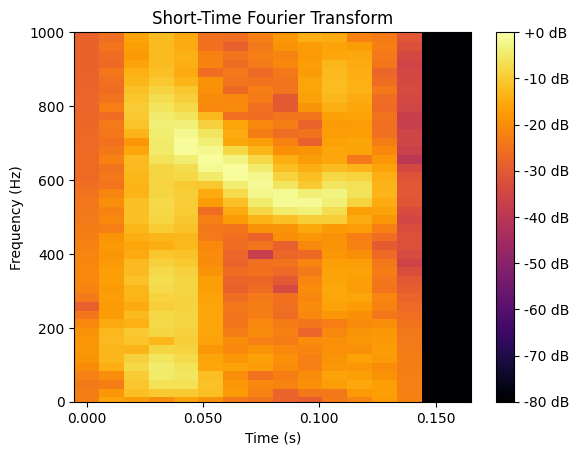 Short-Time Fourier Transform
1000
800
600
400
200
0
Frequency (Hz)
0.000
0.050
0.100
0.150
Time (s)
+0 dB
-10 dB
-20 dB
-30 dB
-40 dB
-50 dB
-60 dB
-70 dB
-80 dB